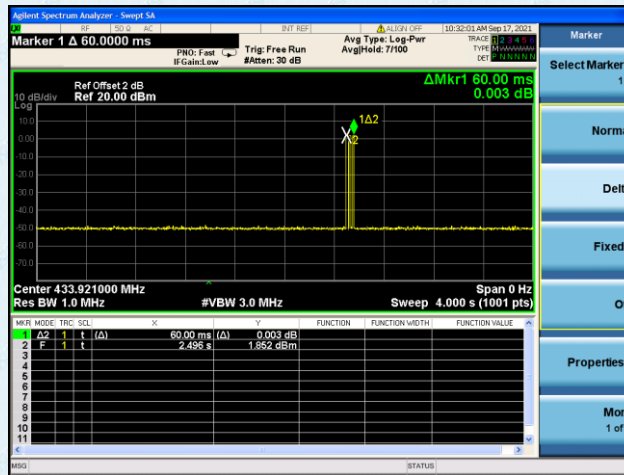 Agilent Spectrum Analyzer - Swept SA
RF 50 Ω AC INT REF ALIGN OFF 10:32:01 AM Sep 17, 2021
Marker 1 Δ 60.0000 ms
PNO: Fast
IFGain:Low
Trig: Free Run
#Atten: 30 dB
Avg Type: Log-Pwr
Avg|Hold: 7/100
TRACE 1 2 3 4 5 6
TYPE M
DET P N N N N N
Ref Offset 2 dB
10 dB/div Ref 20.00 dBm
Log
ΔMkr1 60.00 ms
0.003 dB
10.0
0.00
-10.0
-20.0
-30.0
-40.0
-50.0
-60.0
-70.0
1Δ2
2
Center 433.921000 MHz Span 0 Hz
Res BW 1.0 MHz #VBW 3.0 MHz Sweep 4.000 s (1001 pts)
MKR MODE TRC SCL X Y FUNCTION FUNCTION WIDTH FUNCTION VALUE
1 Δ2 1 t (Δ) 60.00 ms (Δ) 0.003 dB
2 F 1 t 2.496 s 1.852 dBm
3
4
5
6
7
8
9
10
11
MSG STATUS
Marker
Select Marker
1
Norma
Delt
Fixed
O
Properties
Mor
1 of